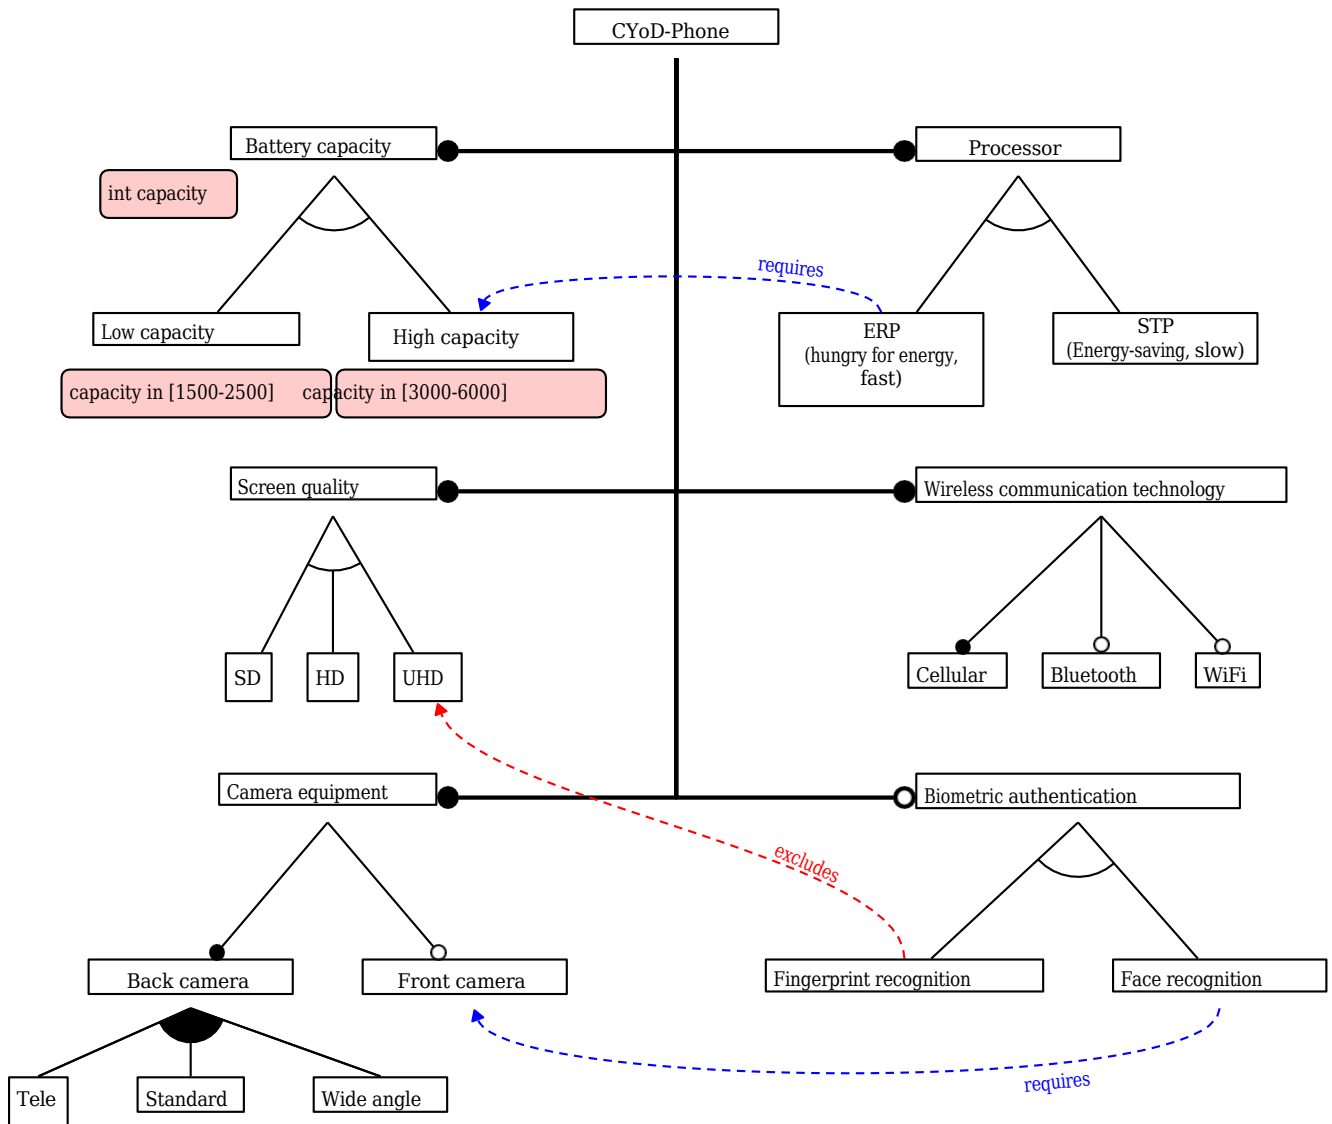 CYoD-Phone
Battery capacity
Processor
int capacity
requires
Low capacity
High capacity
ERP
(hungry for energy,
fast)
STP
(Energy-saving, slow)
capacity in [1500-2500]
capacity in [3000-6000]
Screen quality
Wireless communication technology
SD
HD
UHD
Cellular
Bluetooth
WiFi
Camera equipment
Biometric authentication
excludes
Back camera
Front camera
Fingerprint recognition
Face recognition
requires
Tele
Standard
Wide angle